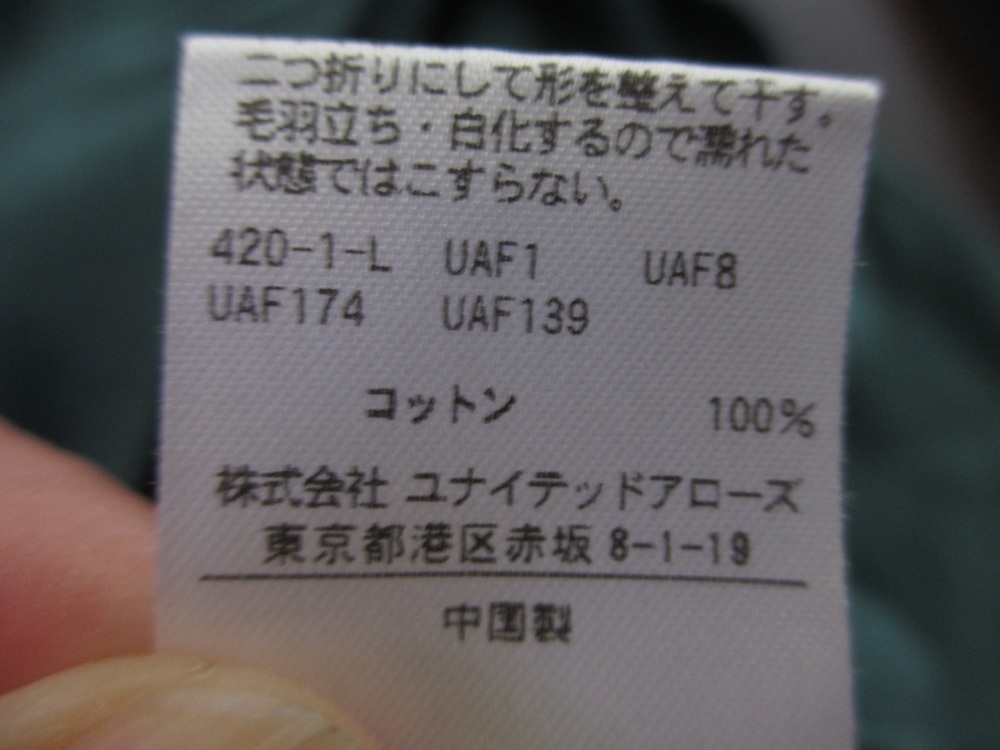 二つ折りにして形を整えて干す。
毛羽立ち・白化するので濡れた
状態ではこすらない。
420-1-L UAF1 UAF8
UAF174 UAF139
コットン 100%
株式会社 ユナイテッドアローズ
東京都港区赤坂 8-1-19
中国製